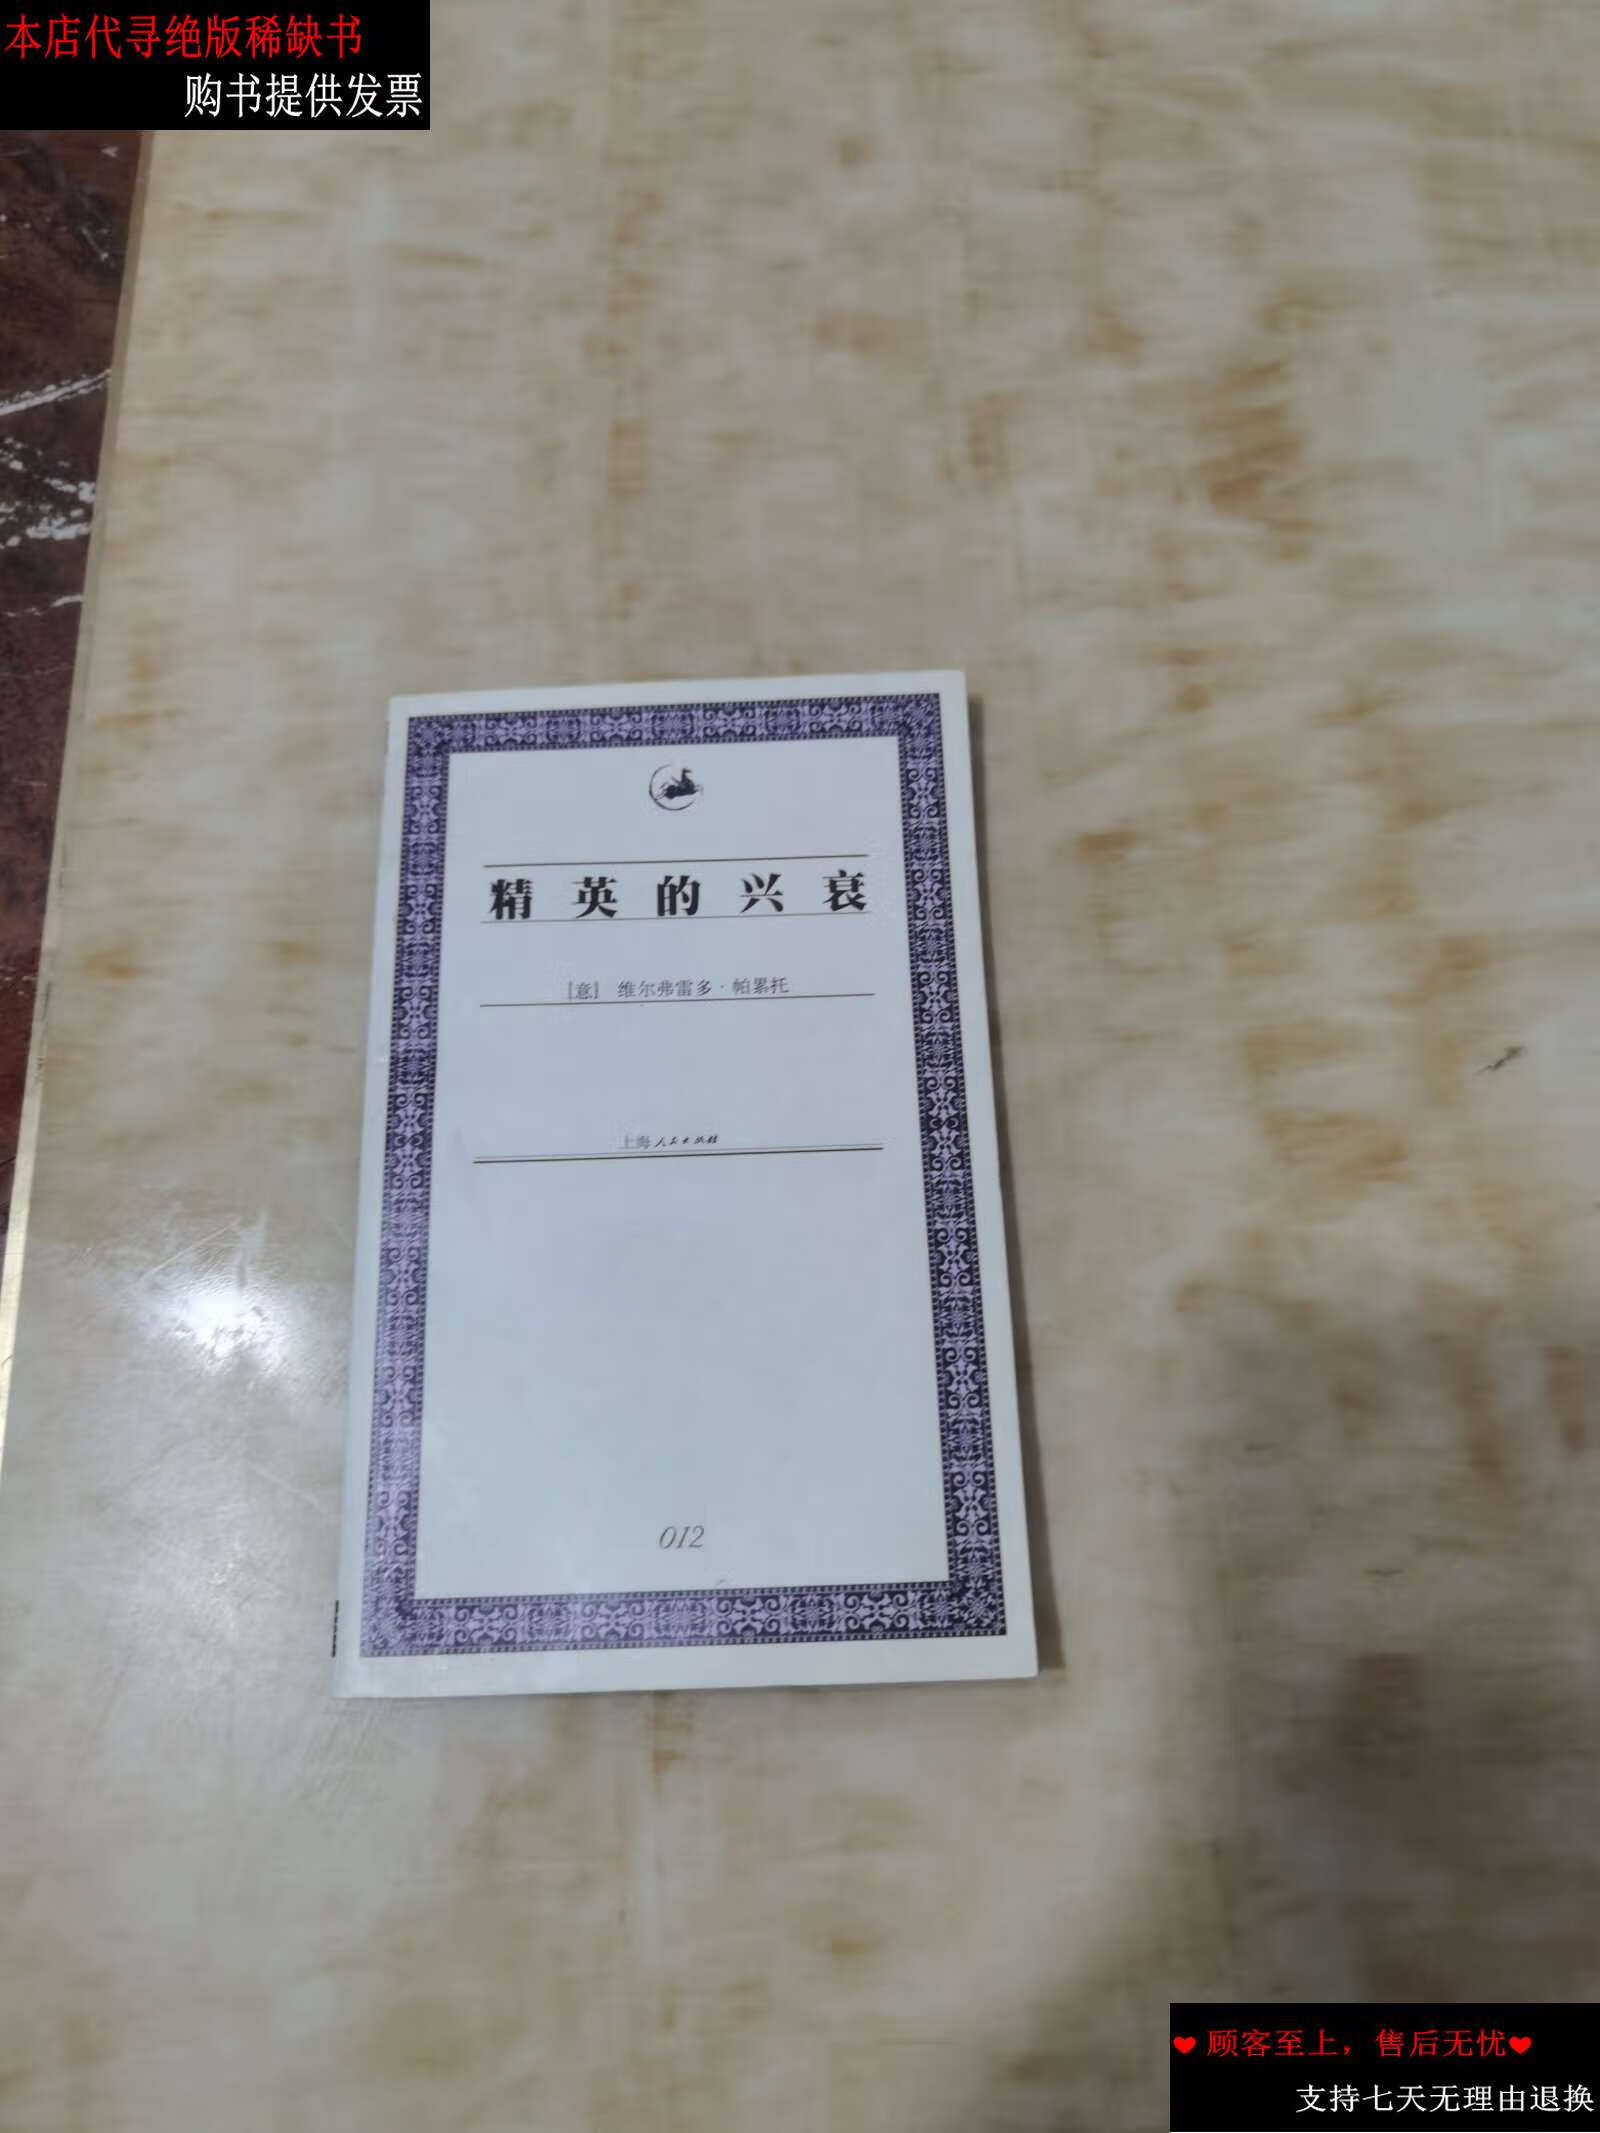 本店代寻绝版稀缺书
购书提供发票
精英的兴衰
[意] 维尔弗雷多·帕累托
上海人民出版社
012
❤顾客至上，售后无忧❤
支持七天无理由退换